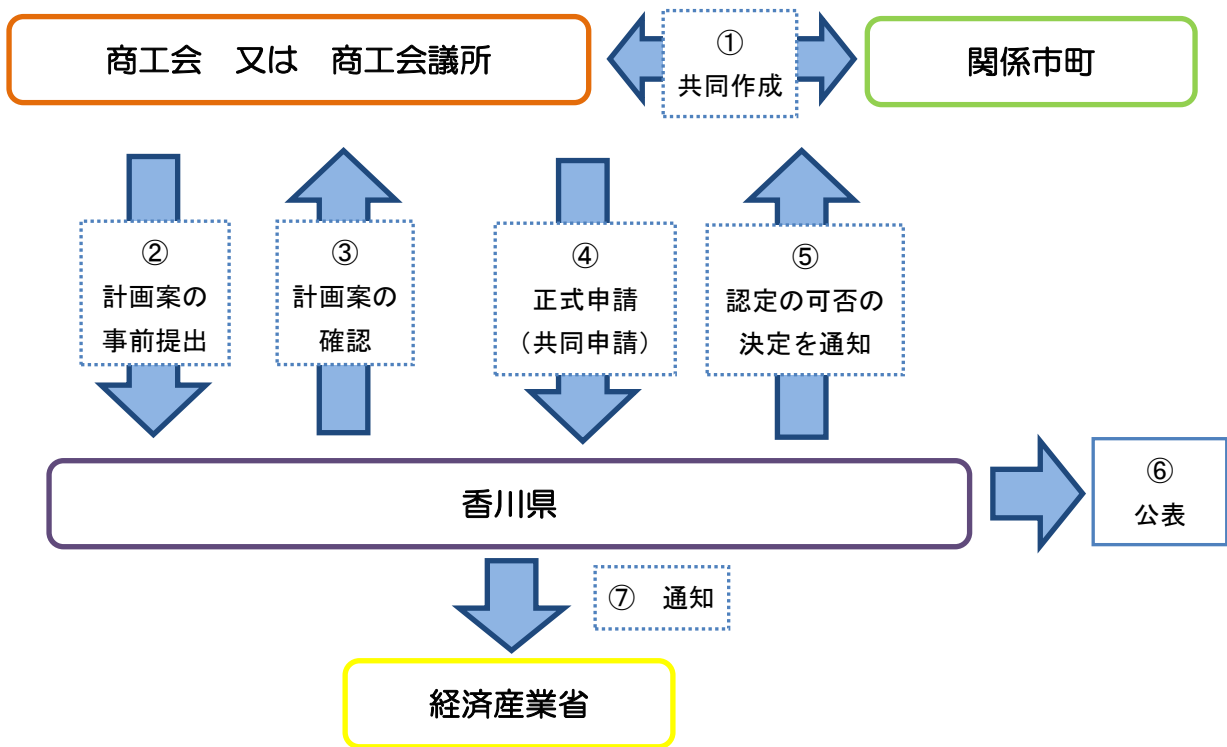 商工会　又は　商工会議所
①
共同作成
関係市町
②
計画案の
事前提出
③
計画案の
確認
④
正式申請
（共同申請）
⑤
認定の可否の
決定を通知
香川県
⑥
公表
⑦　通知
経済産業省